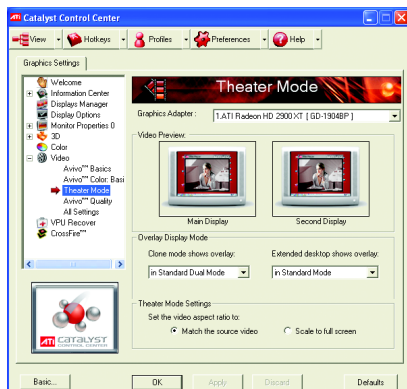 ATI Catalyst Control Center
View
Hotkeys
Profiles
Preferences
Help
Graphics Settings
Welcome
Information Center
Displays Manager
Display Options
Monitor Properties 0
3D
Color
Video
Avivo™ Basics
Avivo™ Color: Basi
Theater Mode
Avivo™ Quality
All Settings
VPU Recover
CrossFire™
ATI CATALYST
CONTROL CENTER
Theater Mode
Graphics Adapter :
1.ATI Radeon HD 2900 XT [ GD-1904BP ]
Video Preview:
Main Display
Second Display
Overlay Display Mode
Clone mode shows overlay:
Extended desktop shows overlay:
in Standard Dual Mode
in Standard Mode
Theater Mode Settings
Set the video aspect ratio to:
Match the source video
Scale to full screen
Basic...
OK
Apply
Discard
Defaults